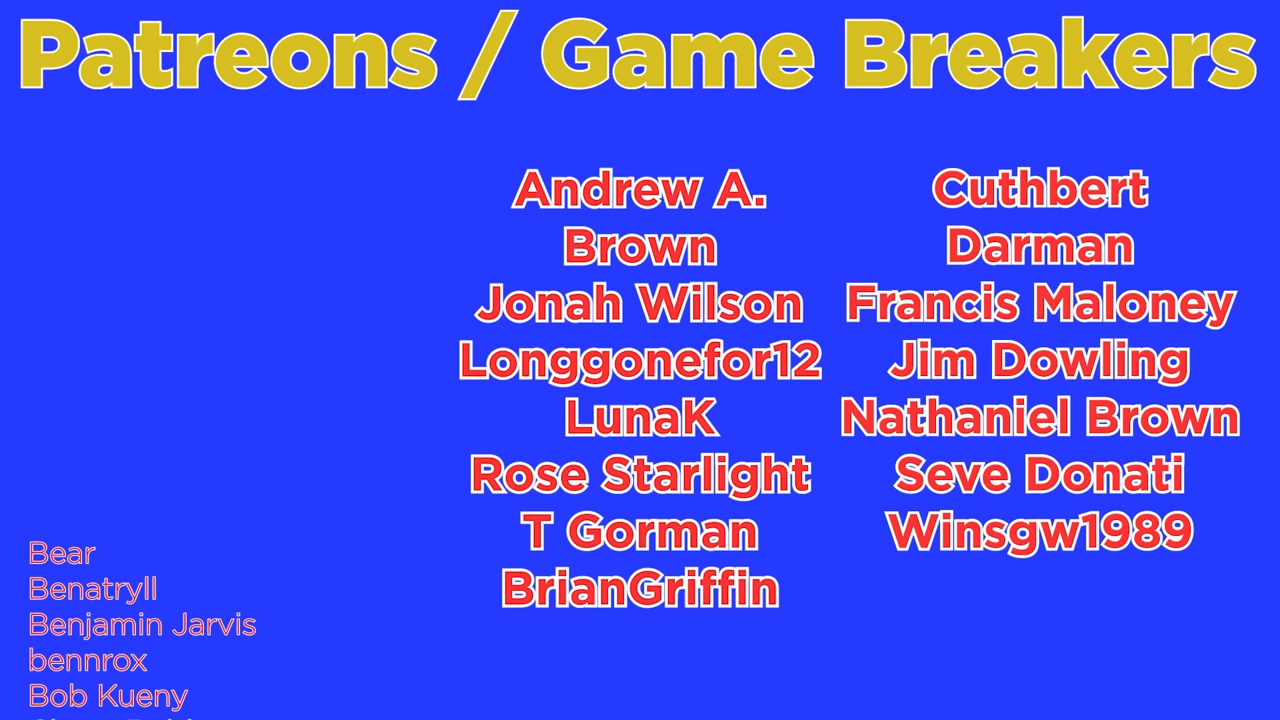 Patreons / Game Breakers
Andrew A.
Brown
Jonah Wilson
Longgonefor12
LunaK
Rose Starlight
T Gorman
BrianGriffin
Cuthbert
Darman
Francis Maloney
Jim Dowling
Nathaniel Brown
Seve Donati
Winsgw1989
Bear
Benatryll
Benjamin Jarvis
bennrox
Bob Kueny